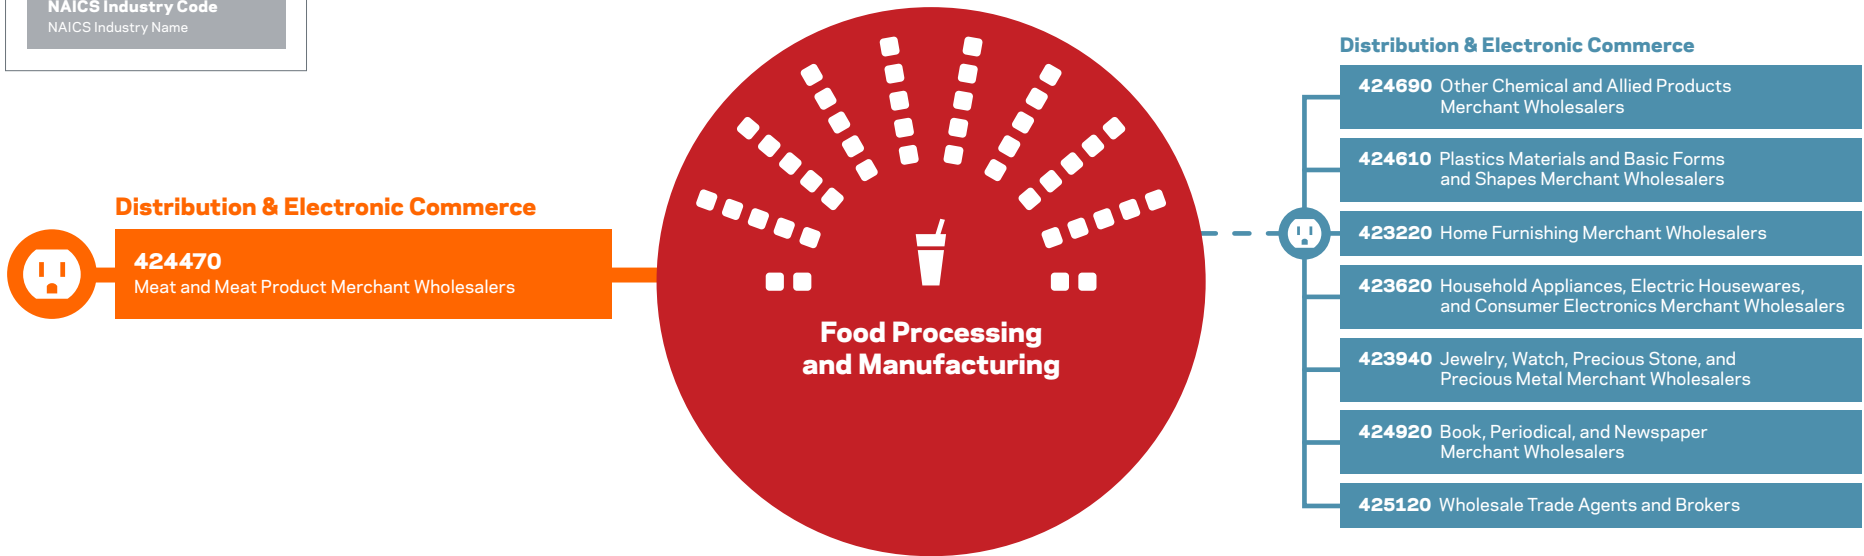 NAICS Industry Code
NAICS Industry Name
Distribution & Electronic Commerce
424470
Meat and Meat Product Merchant Wholesalers
Food Processing
and Manufacturing
Distribution & Electronic Commerce
424690 Other Chemical and Allied Products
Merchant Wholesalers
424610 Plastics Materials and Basic Forms
and Shapes Merchant Wholesalers
423220 Home Furnishing Merchant Wholesalers
423620 Household Appliances, Electric Housewares,
and Consumer Electronics Merchant Wholesalers
423940 Jewelry, Watch, Precious Stone, and
Precious Metal Merchant Wholesalers
424920 Book, Periodical, and Newspaper
Merchant Wholesalers
425120 Wholesale Trade Agents and Brokers